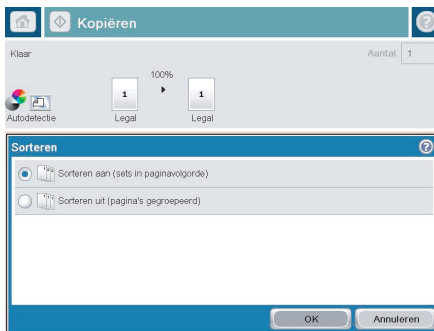 Kopiëren
Klaar
Aantal: 1
100%
1
1
Autodetectie
Legal
Legal
Sorteren
Sorteren aan (sets in paginavolgorde)
Sorteren uit (pagina's gegroepeerd)
OK
Annuleren